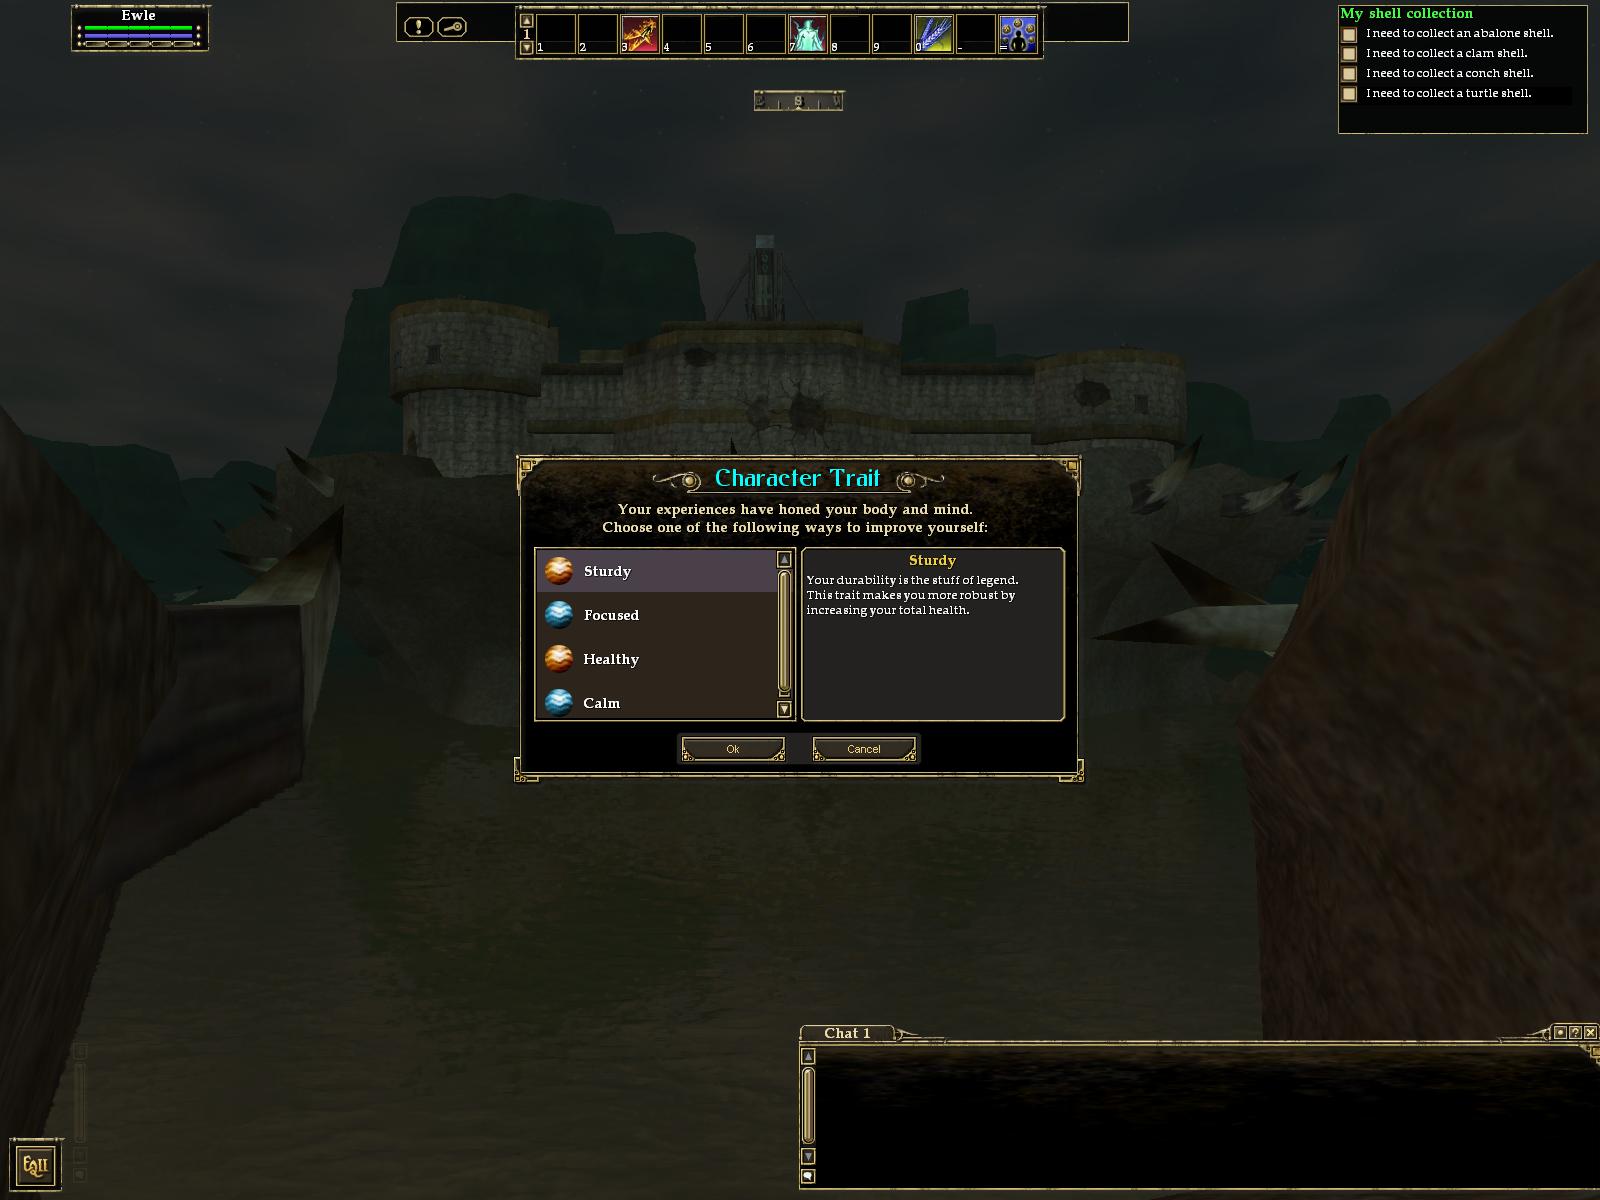 Ewle
1
1 2 3 4 5 6 7 8 9 0 - =
E S W
My shell collection
I need to collect an abalone shell.
I need to collect a clam shell.
I need to collect a conch shell.
I need to collect a turtle shell.
Character Trait
Your experiences have honed your body and mind.
Choose one of the following ways to improve yourself:
Sturdy
Focused
Healthy
Calm
Sturdy
Your durability is the stuff of legend.
This trait makes you more robust by
increasing your total health.
Ok
Cancel
Chat 1
?
EQII